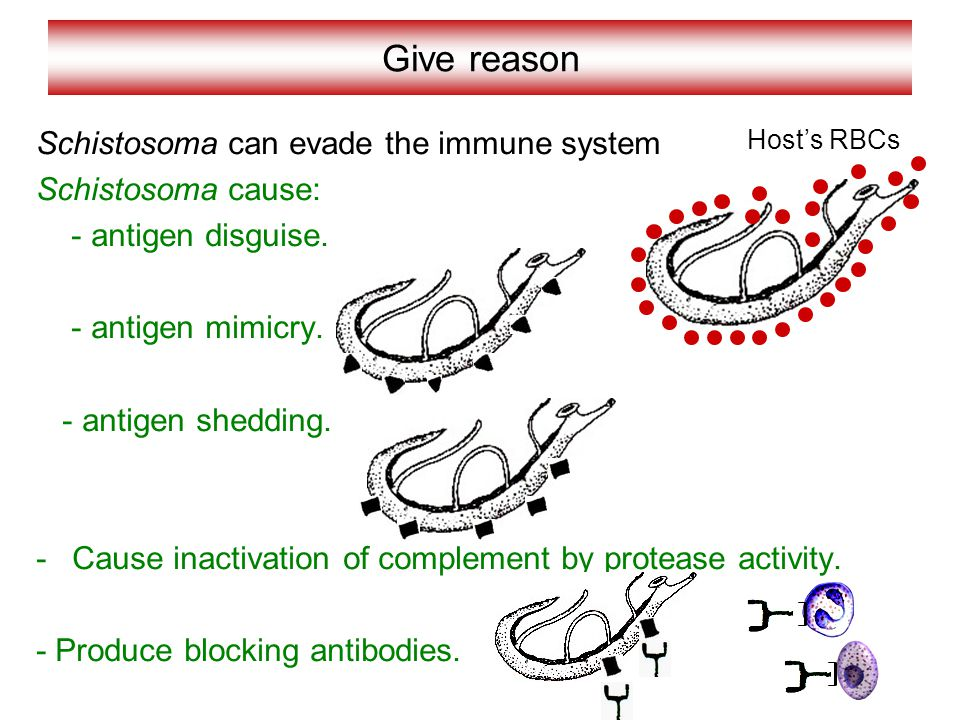 Give reason
Schistosoma can evade the immune system
Host’s RBCs
Schistosoma cause:
- antigen disguise.
- antigen mimicry.
- antigen shedding.
- Cause inactivation of complement by protease activity.
- Produce blocking antibodies.